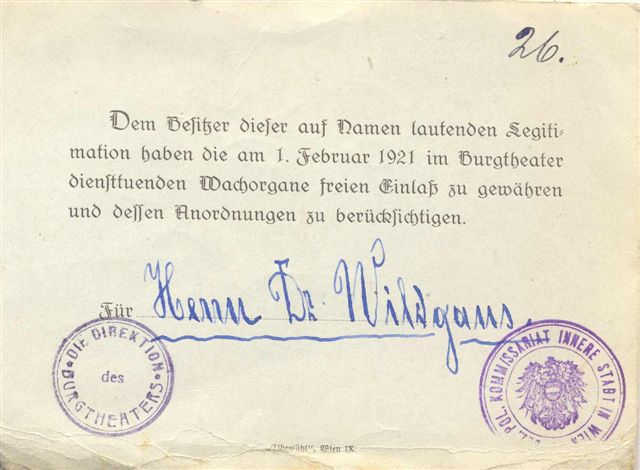 26.
Dem Besitzer dieser auf Namen lautenden Legiti-
mation haben die am 1. Februar 1921 im Burgtheater
diensttuenden Wachorgane freien Einlaß zu gewähren
und dessen Anordnungen zu berücksichtigen.
Für Herrn Dr Wildgans.
DIE DIREKTION
des
BURGTHEATERS
POL. KOMMISSARIAT INNERE STADT IN WIEN
Wien IX.